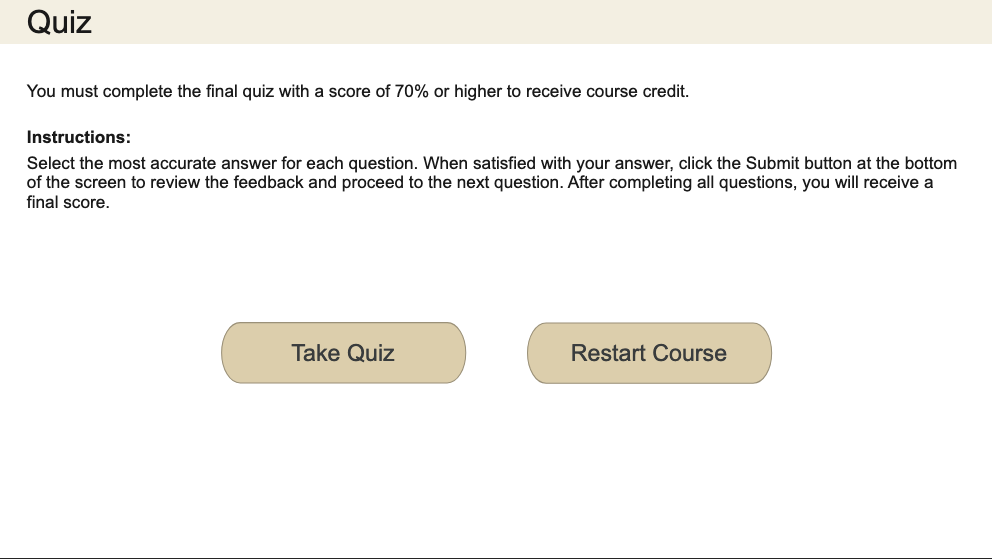 Quiz
You must complete the final quiz with a score of 70% or higher to receive course credit.
Instructions:
Select the most accurate answer for each question. When satisfied with your answer, click the Submit button at the bottom
of the screen to review the feedback and proceed to the next question. After completing all questions, you will receive a
final score.
Take Quiz
Restart Course